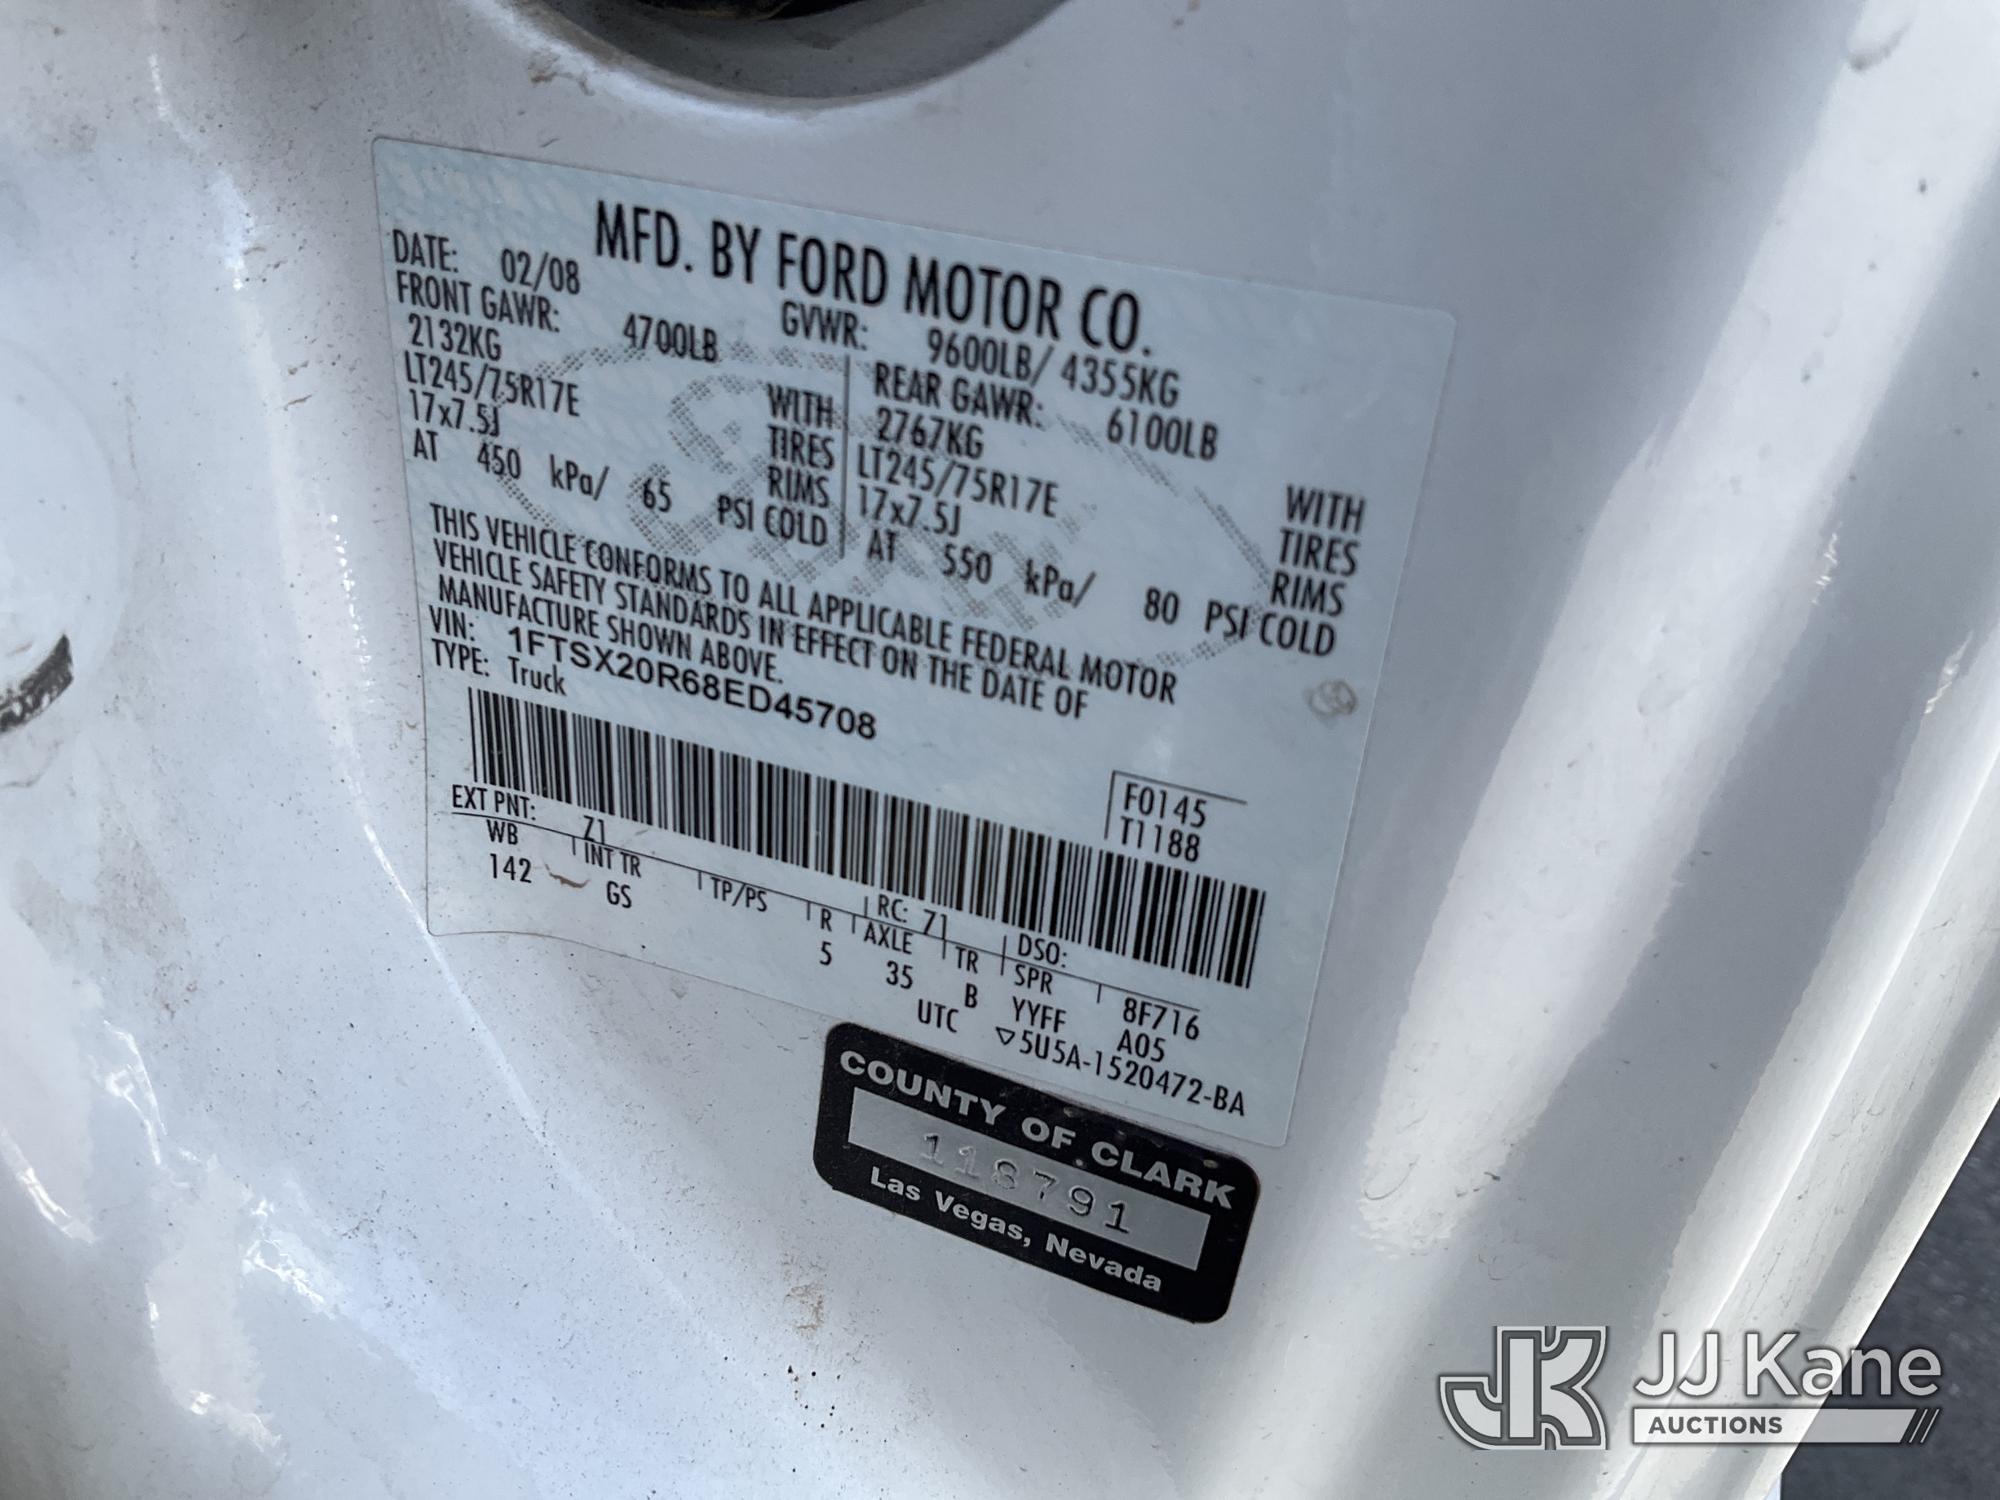 MFD. BY FORD MOTOR CO.
DATE: 02/08 GVWR: 9600LB/ 4355KG
FRONT GAWR: 4700LB REAR GAWR: 6100LB
2132KG WITH 2767KG WITH
LT245/75R17E TIRES LT245/75R17E TIRES
17x7.5J RIMS 17x7.5J RIMS
AT 450 kPa/ 65 PSI COLD AT 550 kPa/ 80 PSI COLD
THIS VEHICLE CONFORMS TO ALL APPLICABLE FEDERAL MOTOR
VEHICLE SAFETY STANDARDS IN EFFECT ON THE DATE OF
MANUFACTURE SHOWN ABOVE.
VIN: 1FTSX20R68ED45708
TYPE: Truck
F0145
T1188
EXT PNT: Z1 RC: 71 DSO:
WB INT TR TP/PS R AXLE TR SPR 8F716
142 GS 5 35 B YYFF A05
UTC ▽5U5A-1520472-BA
COUNTY OF CLARK
118791
Las Vegas, Nevada
JK JJ Kane
AUCTIONS